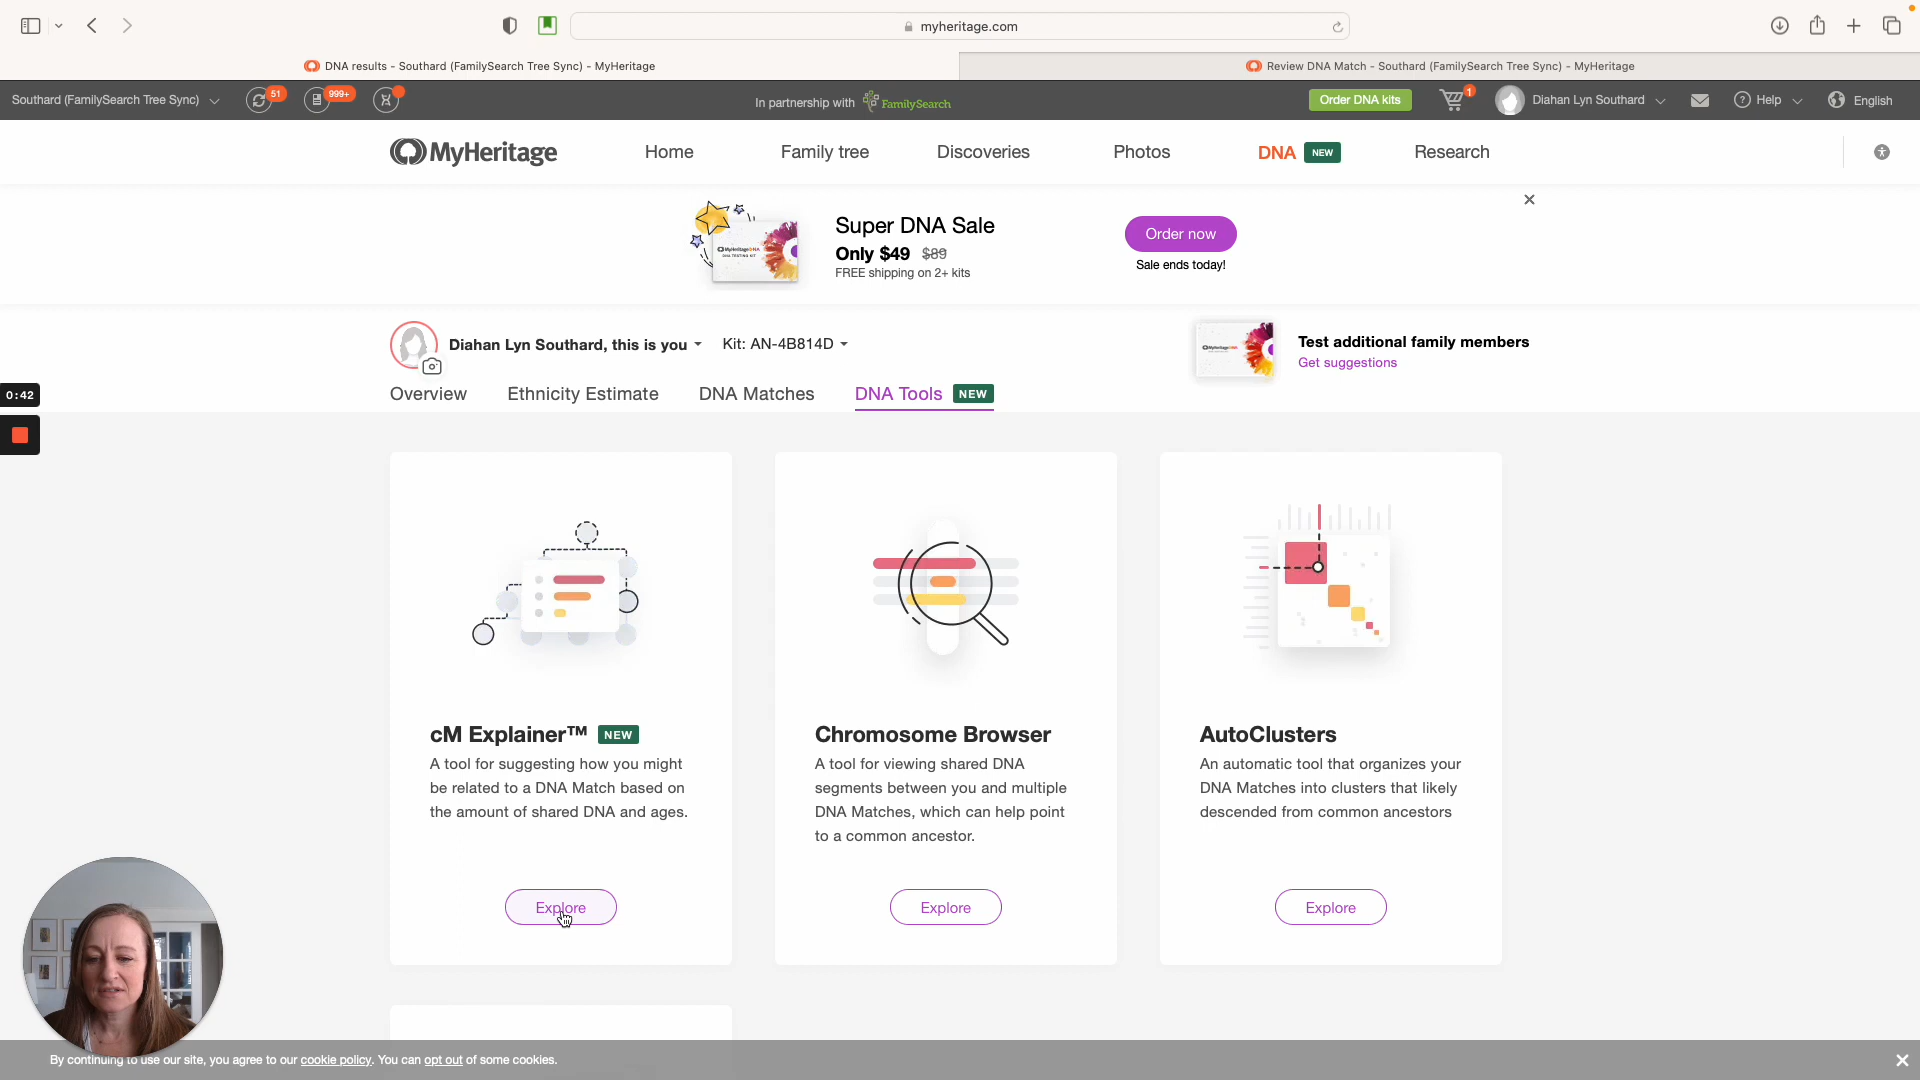 myheritage.com
DNA results - Southard (FamilySearch Tree Sync) - MyHeritage
Review DNA Match - Southard (FamilySearch Tree Sync) - MyHeritage
Southard (FamilySearch Tree Sync)
51
999+
In partnership with FamilySearch
Order DNA kits
1
Diahan Lyn Southard
Help
English
MyHeritage
Home
Family tree
Discoveries
Photos
DNA NEW
Research
MyHeritageDNA
DNA TESTING KIT
Super DNA Sale
Only $49 $89
FREE shipping on 2+ kits
Order now
Sale ends today!
Diahan Lyn Southard, this is you
Kit: AN-4B814D
MyHeritageDNA
Test additional family members
Get suggestions
0:42
Overview
Ethnicity Estimate
DNA Matches
DNA Tools NEW
cM Explainer™ NEW
A tool for suggesting how you might
be related to a DNA Match based on
the amount of shared DNA and ages.
Explore
Chromosome Browser
A tool for viewing shared DNA
segments between you and multiple
DNA Matches, which can help point
to a common ancestor.
Explore
AutoClusters
An automatic tool that organizes your
DNA Matches into clusters that likely
descended from common ancestors
Explore
By continuing to use our site, you agree to our cookie policy. You can opt out of some cookies.